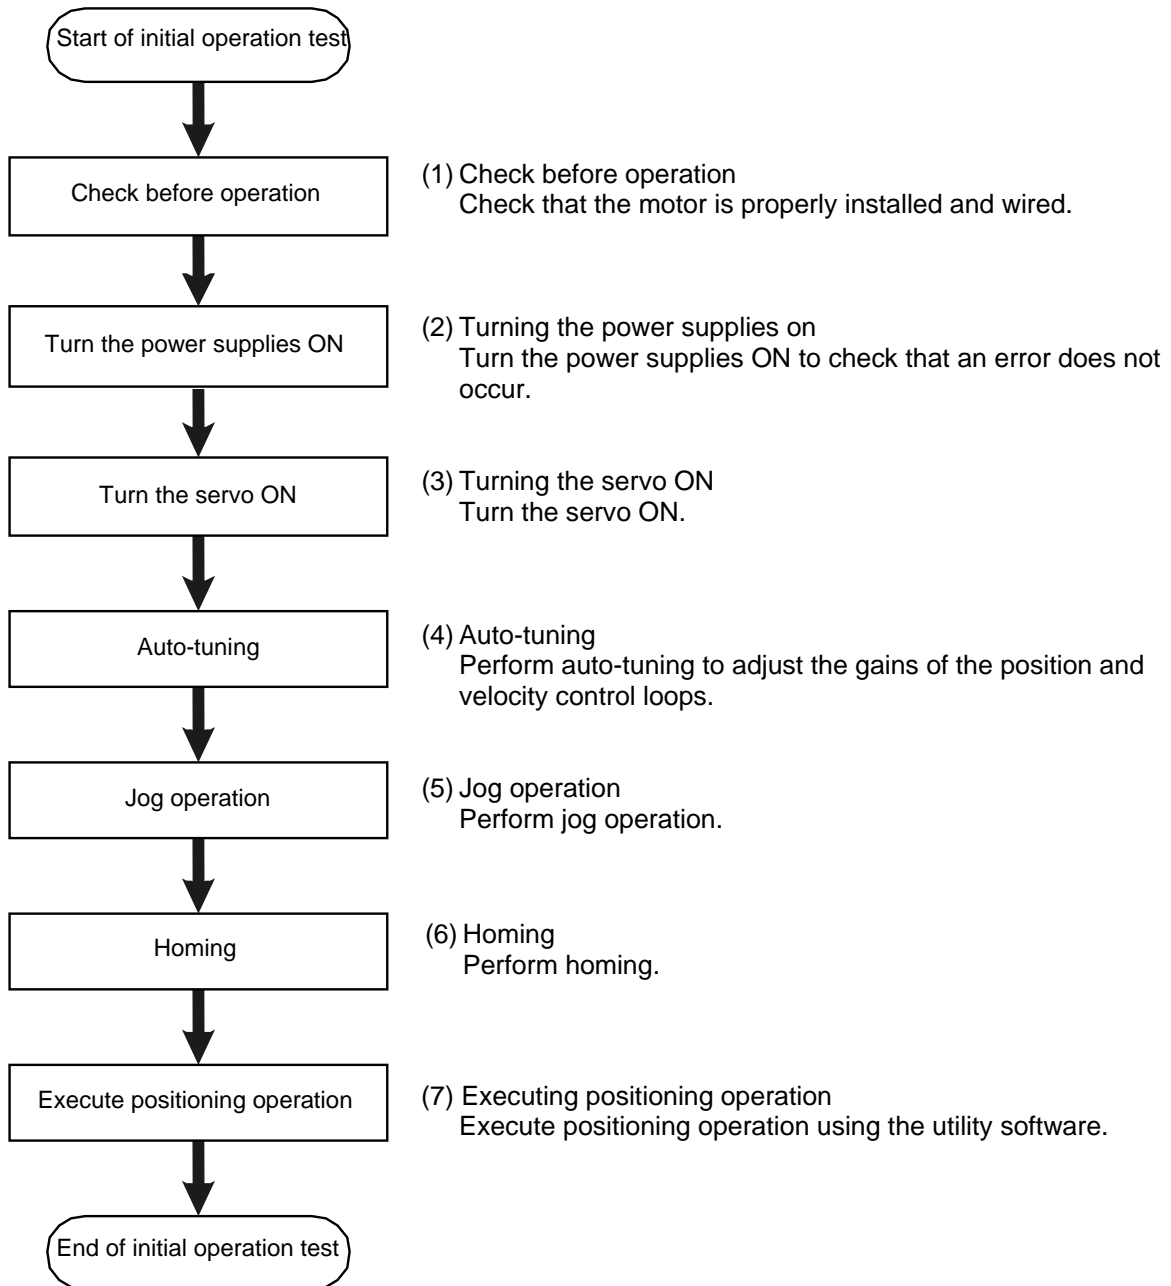 Start of initial operation test
Check before operation
(1) Check before operation
Check that the motor is properly installed and wired.
Turn the power supplies ON
(2) Turning the power supplies on
Turn the power supplies ON to check that an error does not
occur.
Turn the servo ON
(3) Turning the servo ON
Turn the servo ON.
Auto-tuning
(4) Auto-tuning
Perform auto-tuning to adjust the gains of the position and
velocity control loops.
Jog operation
(5) Jog operation
Perform jog operation.
Homing
(6) Homing
Perform homing.
Execute positioning operation
(7) Executing positioning operation
Execute positioning operation using the utility software.
End of initial operation test